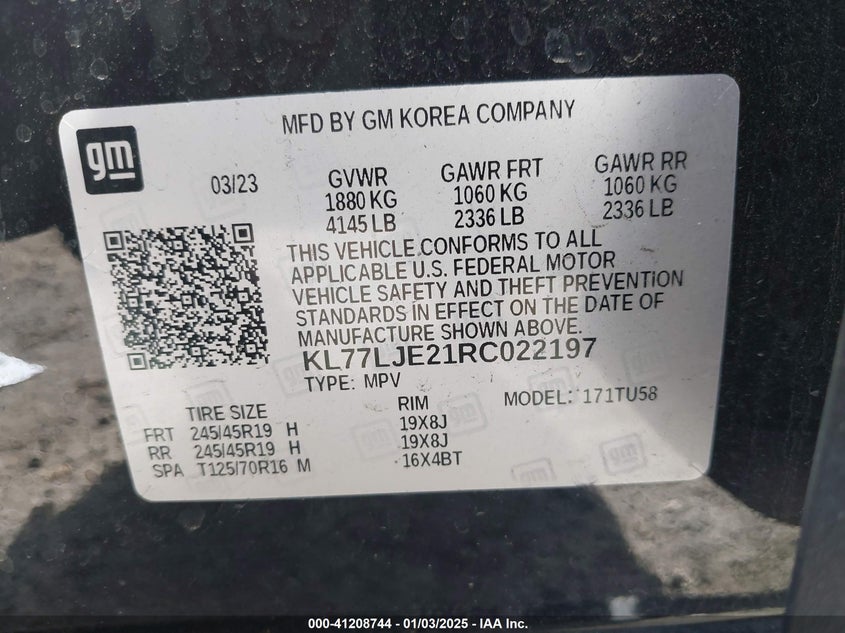 MFD BY GM KOREA COMPANY
gm
03/23
GVWR GAWR FRT GAWR RR
1880 KG 1060 KG 1060 KG
4145 LB 2336 LB 2336 LB
THIS VEHICLE CONFORMS TO ALL
APPLICABLE U.S. FEDERAL MOTOR
VEHICLE SAFETY AND THEFT PREVENTION
STANDARDS IN EFFECT ON THE DATE OF
MANUFACTURE SHOWN ABOVE.
KL77LJE21RC022197
TYPE: MPV MODEL: 171TU58
TIRE SIZE RIM
FRT 245/45R19 H 19X8J
RR 245/45R19 H 19X8J
SPA T125/70R16 M 16X4BT
000-41208744 — 01/03/2025 — IAA Inc.